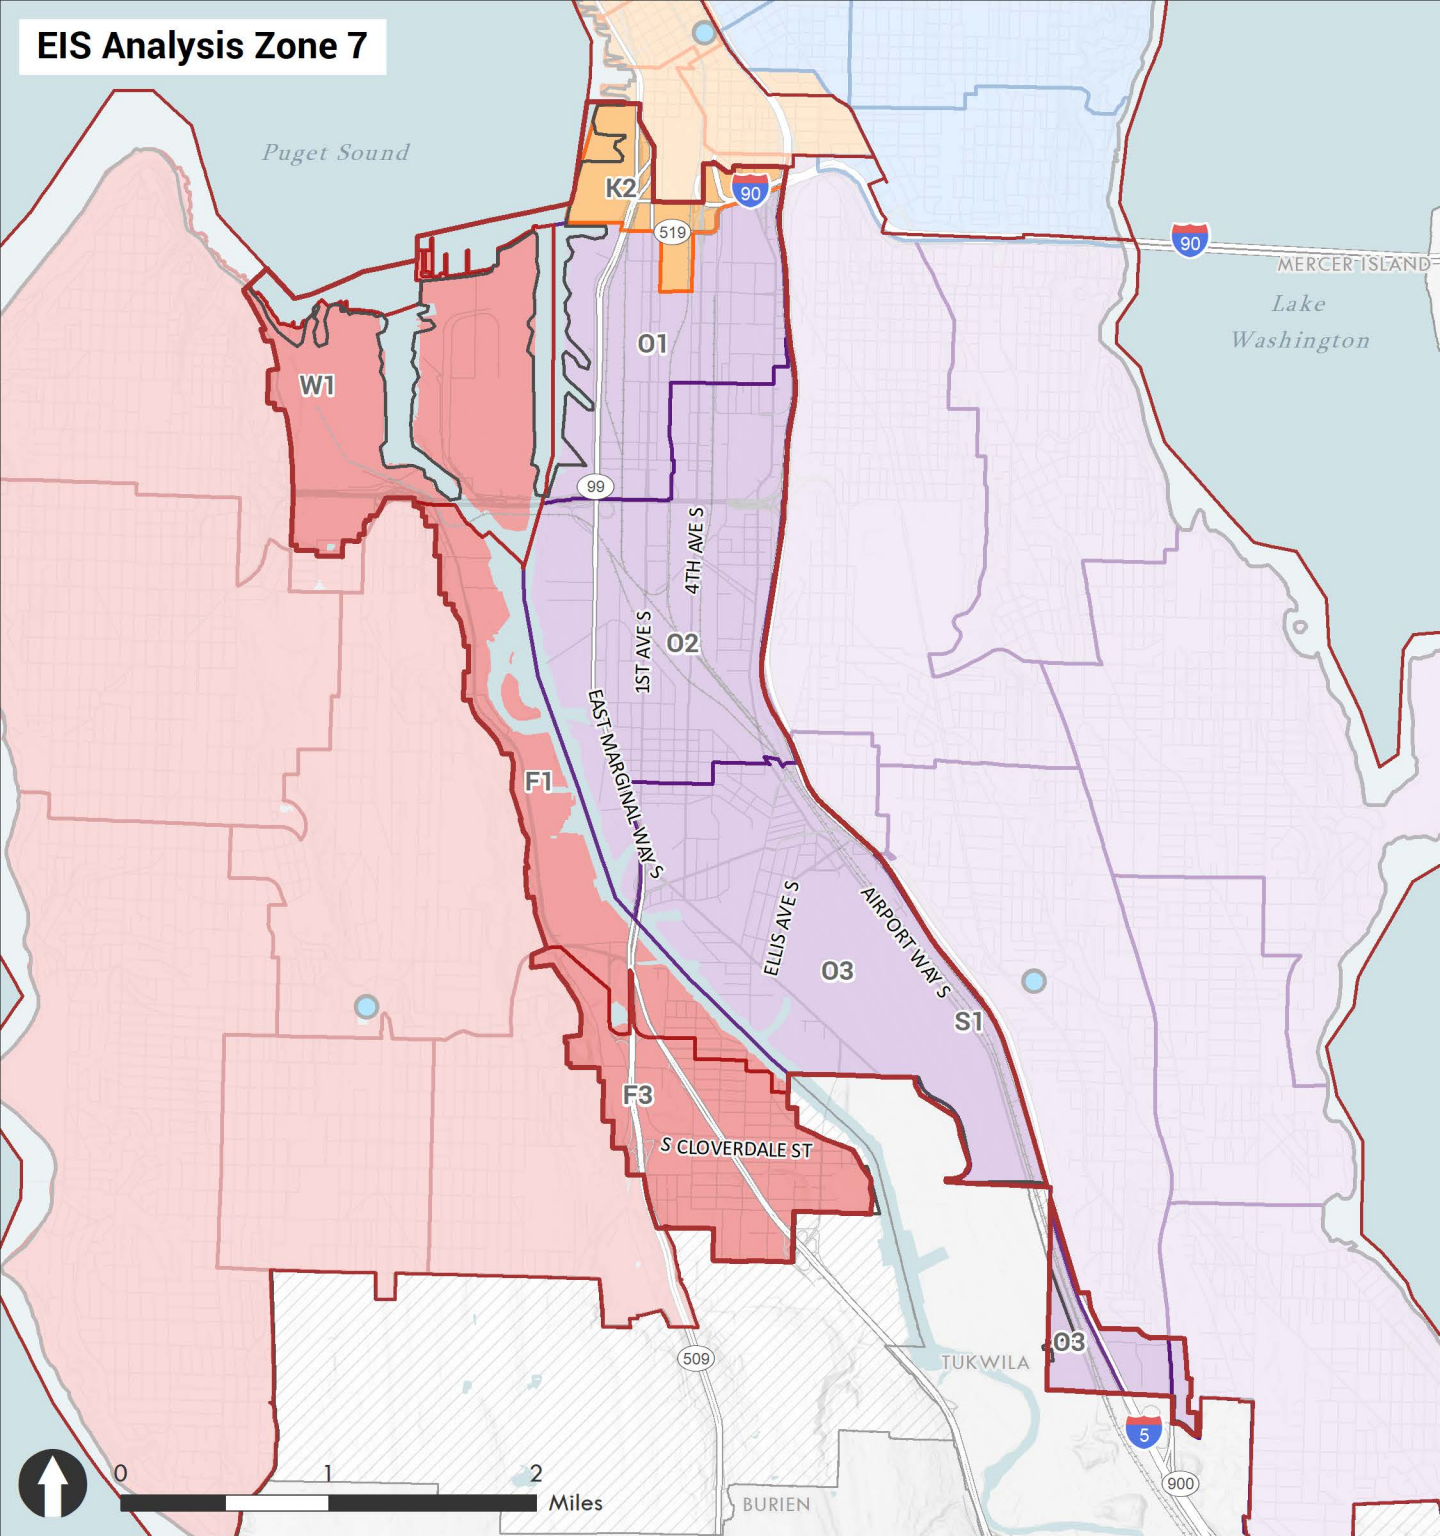 EIS Analysis Zone 7
Puget Sound
K2
90
519
90
MERCER ISLAND
Lake
Washington
O1
W1
99
4TH AVE S
1ST AVE S
O2
EAST MARGINAL WAY S
F1
ELLIS AVE S
AIRPORT WAY S
O3
S1
F3
S CLOVERDALE ST
O3
509
TUKWILA
5
900
0 1 2
Miles
BURIEN